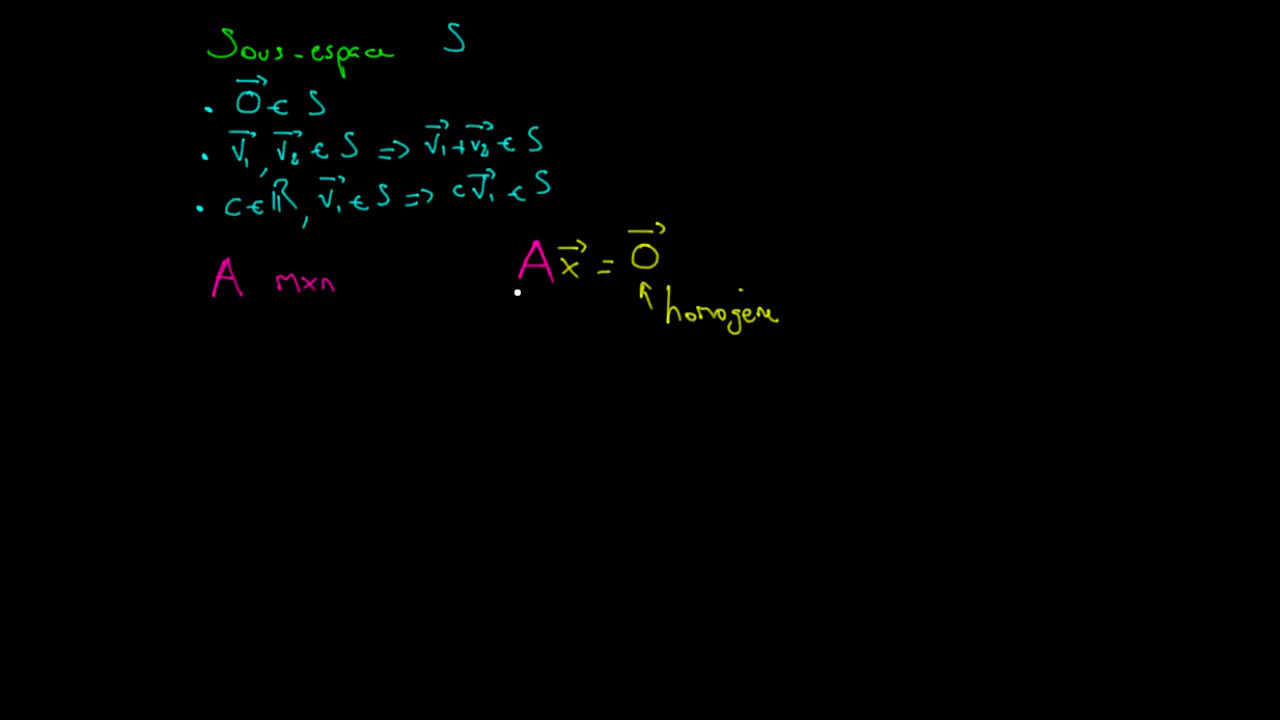 Sous-espace S
• 0⃗ ∈ S
• v⃗₁, v⃗₂ ∈ S => v⃗₁+v⃗₂ ∈ S
• c ∈ ℝ, v⃗₁ ∈ S => cv⃗₁ ∈ S
A m×n
Ax⃗ = 0⃗
↑ homogène